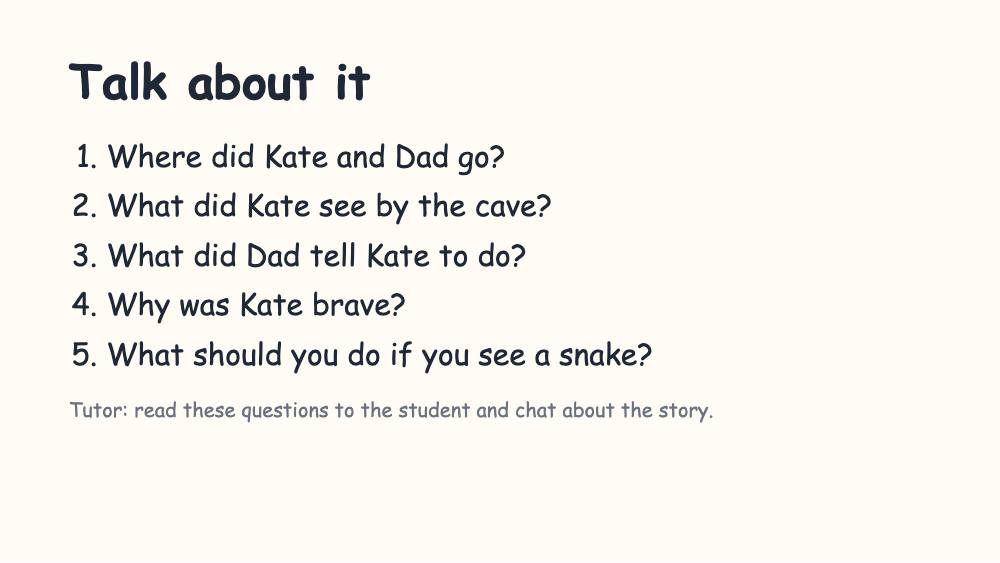 Talk about it
1. Where did Kate and Dad go?
2. What did Kate see by the cave?
3. What did Dad tell Kate to do?
4. Why was Kate brave?
5. What should you do if you see a snake?
Tutor: read these questions to the student and chat about the story.